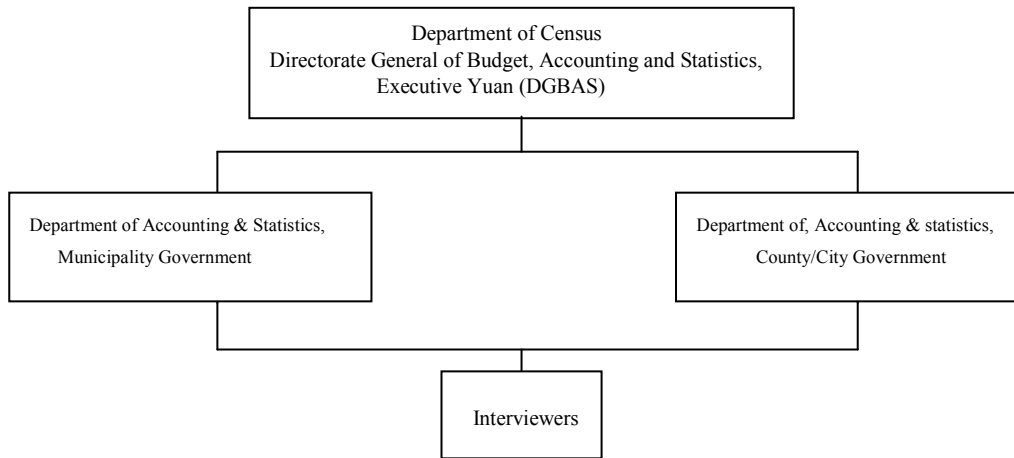 Department of Census
Directorate General of Budget, Accounting and Statistics,
Executive Yuan (DGBAS)
Department of Accounting & Statistics,
Municipality Government
Department of, Accounting & statistics,
County/City Government
Interviewers